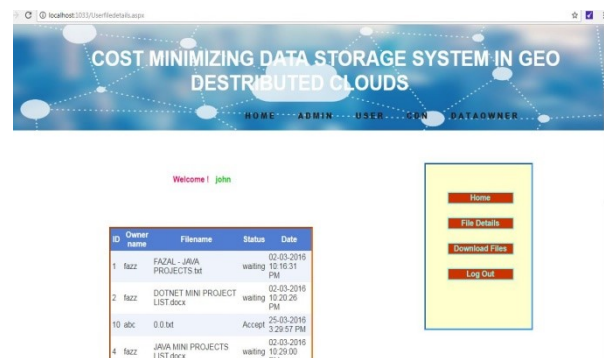 localhost:1033/Userfiledetails.aspx
COST MINIMIZING DATA STORAGE SYSTEM IN GEO
DESTRIBUTED CLOUDS
HOME ADMIN USER CDN DATAOWNER
Welcome ! john
ID Owner name Filename Status Date
1 fazz FAZAL - JAVA PROJECTS.txt waiting 02-03-2016 10:16:31 PM
2 fazz DOTNET MINI PROJECT LIST.docx waiting 02-03-2016 10:20:26 PM
10 abc 0.0.txt Accept 25-03-2016 3:29:57 PM
4 fazz JAVA MINI PROJECTS LIST.docx waiting 02-03-2016 10:29:00
Home
File Details
Download Files
Log Out